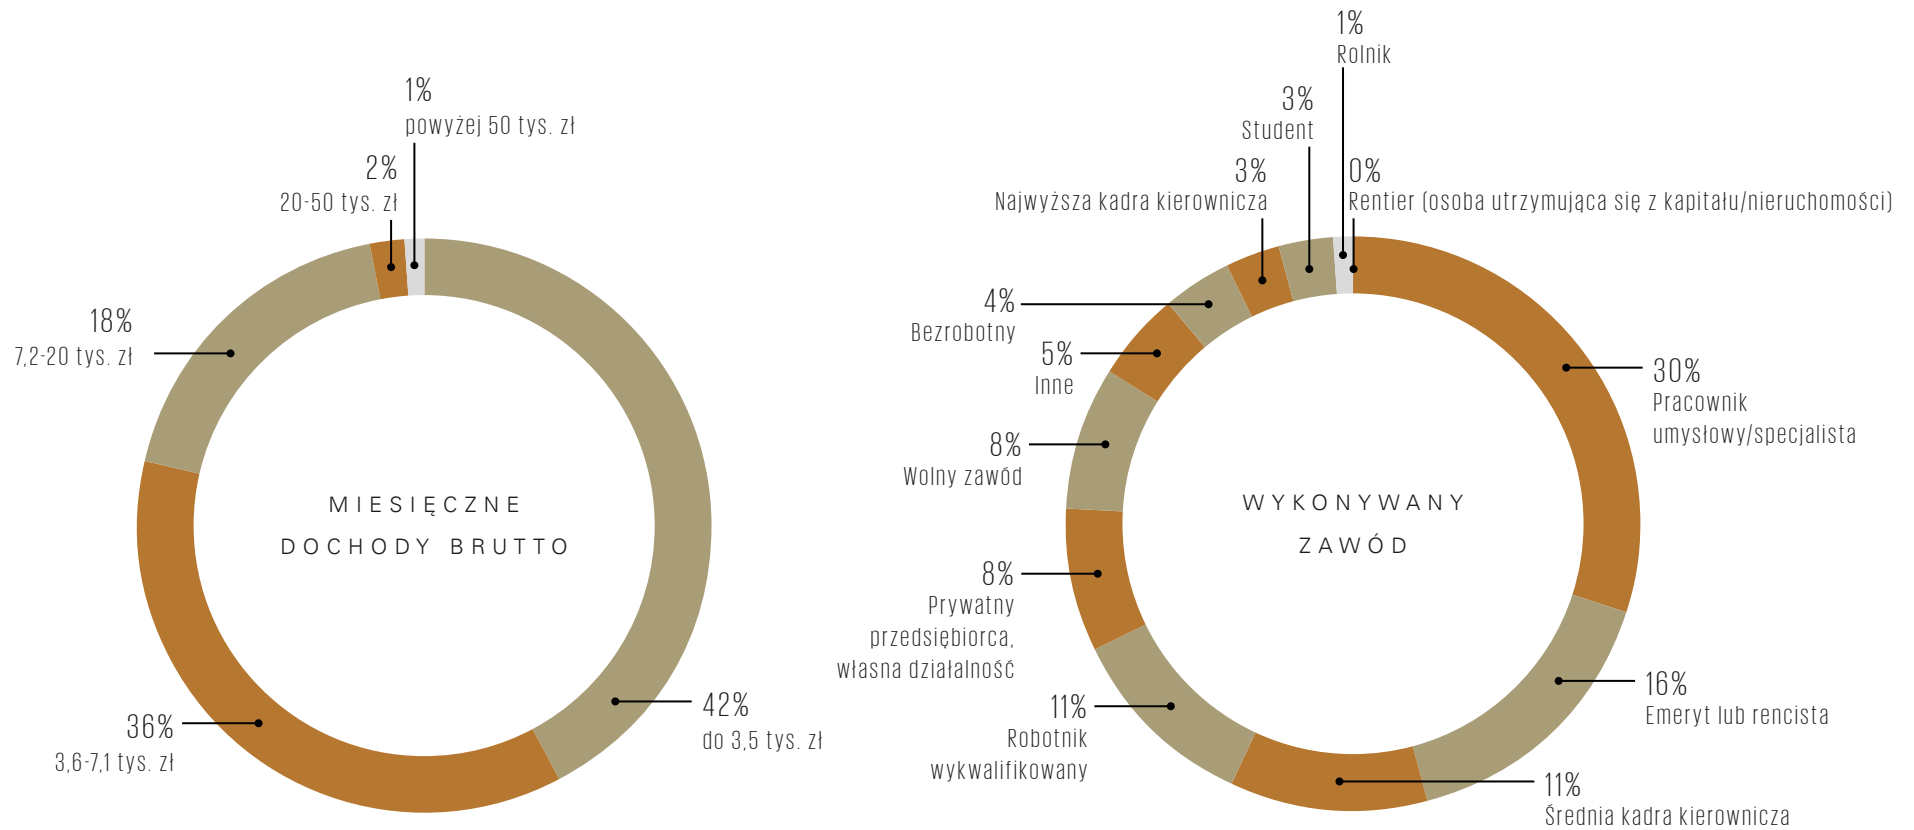 1%
powyżej 50 tys. zł
2%
20-50 tys. zł
18%
7,2-20 tys. zł
MIESIĘCZNE
DOCHODY BRUTTO
42%
do 3,5 tys. zł
36%
3,6-7,1 tys. zł
1%
Rolnik
3%
Student
3%
Najwyższa kadra kierownicza
0%
Rentier (osoba utrzymująca się z kapitału/nieruchomości)
4%
Bezrobotny
5%
Inne
30%
Pracownik
umysłowy/specjalista
8%
Wolny zawód
WYKONYWANY
ZAWÓD
8%
Prywatny
przedsiębiorca,
własna działalność
16%
Emeryt lub rencista
11%
Robotnik
wykwalifikowany
11%
Średnia kadra kierownicza